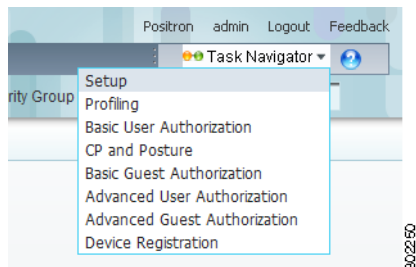 Positron admin Logout Feedback
Task Navigator
rity Group
Setup
Profiling
Basic User Authorization
CP and Posture
Basic Guest Authorization
Advanced User Authorization
Advanced Guest Authorization
Device Registration
302250